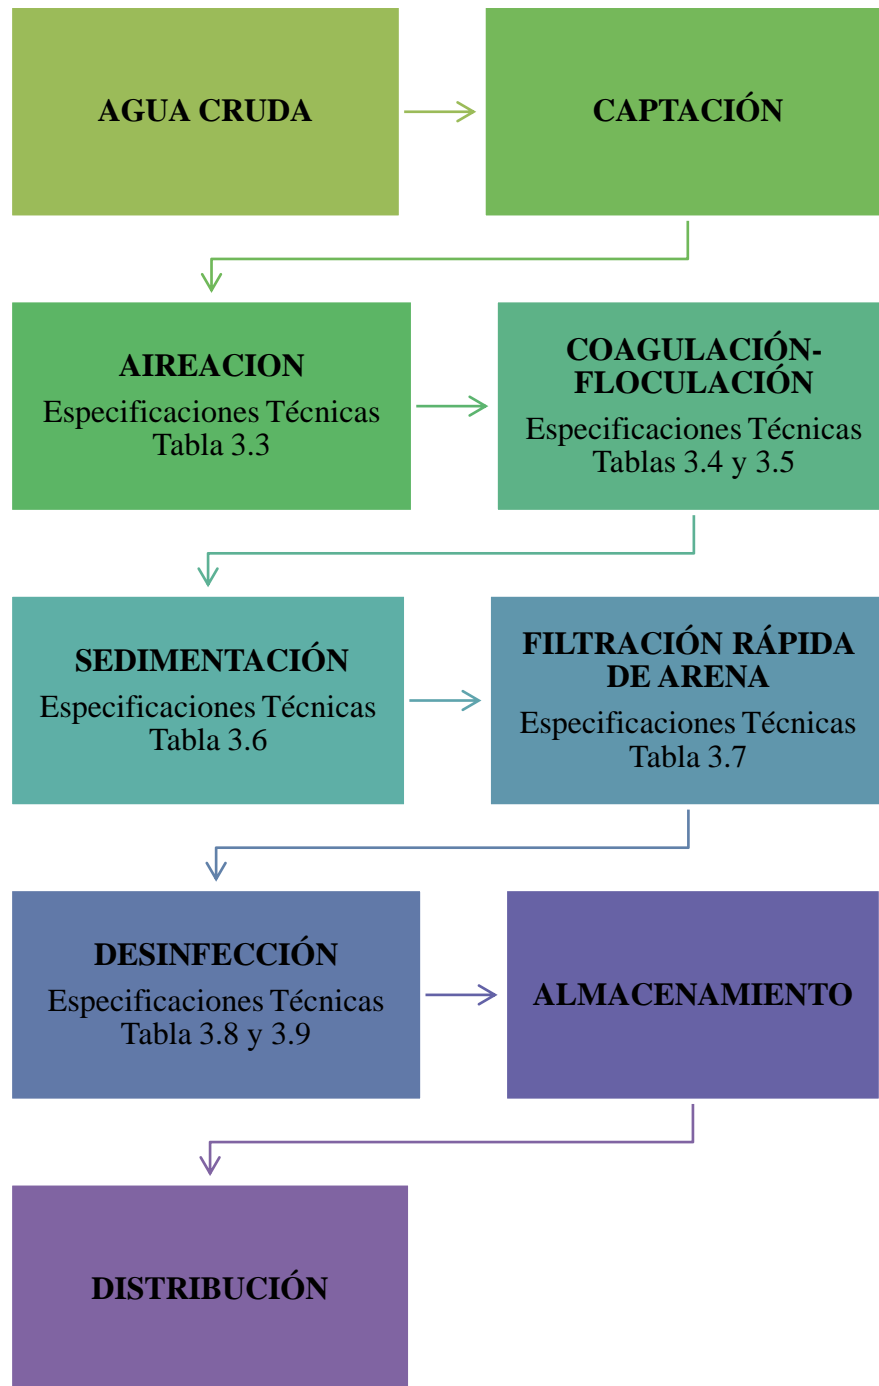 AGUA CRUDA
CAPTACIÓN
AIREACION
Especificaciones Técnicas
Tabla 3.3
COAGULACIÓN-
FLOCULACIÓN
Especificaciones Técnicas
Tablas 3.4 y 3.5
SEDIMENTACIÓN
Especificaciones Técnicas
Tabla 3.6
FILTRACIÓN RÁPIDA
DE ARENA
Especificaciones Técnicas
Tabla 3.7
DESINFECCIÓN
Especificaciones Técnicas
Tabla 3.8 y 3.9
ALMACENAMIENTO
DISTRIBUCIÓN